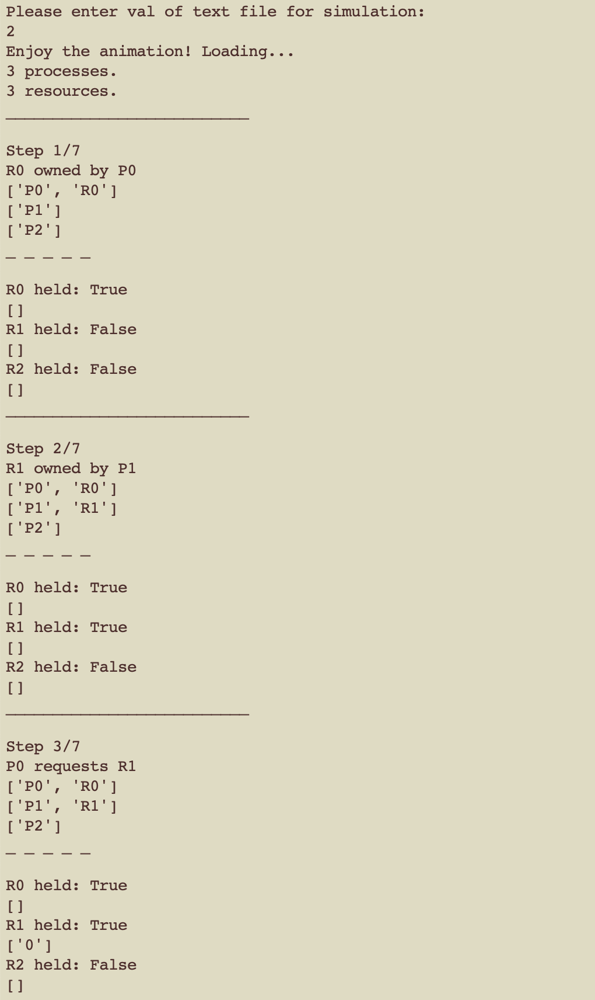 Please enter val of text file for simulation:
2
Enjoy the animation! Loading...
3 processes.
3 resources.
__________________________
Step 1/7
R0 owned by P0
['P0', 'R0']
['P1']
['P2']
_ _ _ _ _
R0 held: True
[]
R1 held: False
[]
R2 held: False
[]
__________________________
Step 2/7
R1 owned by P1
['P0', 'R0']
['P1', 'R1']
['P2']
_ _ _ _ _
R0 held: True
[]
R1 held: True
[]
R2 held: False
[]
__________________________
Step 3/7
P0 requests R1
['P0', 'R0']
['P1', 'R1']
['P2']
_ _ _ _ _
R0 held: True
[]
R1 held: True
['0']
R2 held: False
[]